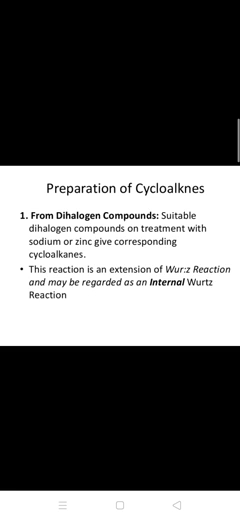 Preparation of Cycloalknes
1. From Dihalogen Compounds: Suitable
dihalogen compounds on treatment with
sodium or zinc give corresponding
cycloalkanes.
• This reaction is an extension of Wur:z Reaction
and may be regarded as an Internal Wurtz
Reaction